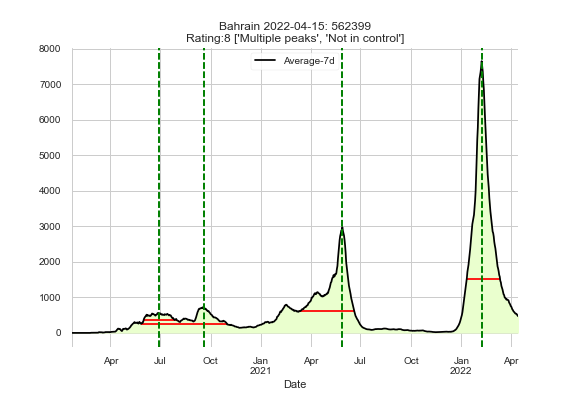 Bahrain 2022-04-15: 562399
Rating:8 ['Multiple peaks', 'Not in control']
Average-7d
8000
7000
6000
5000
4000
3000
2000
1000
0
Apr Jul Oct Jan Apr Jul Oct Jan Apr
2021 2022
Date